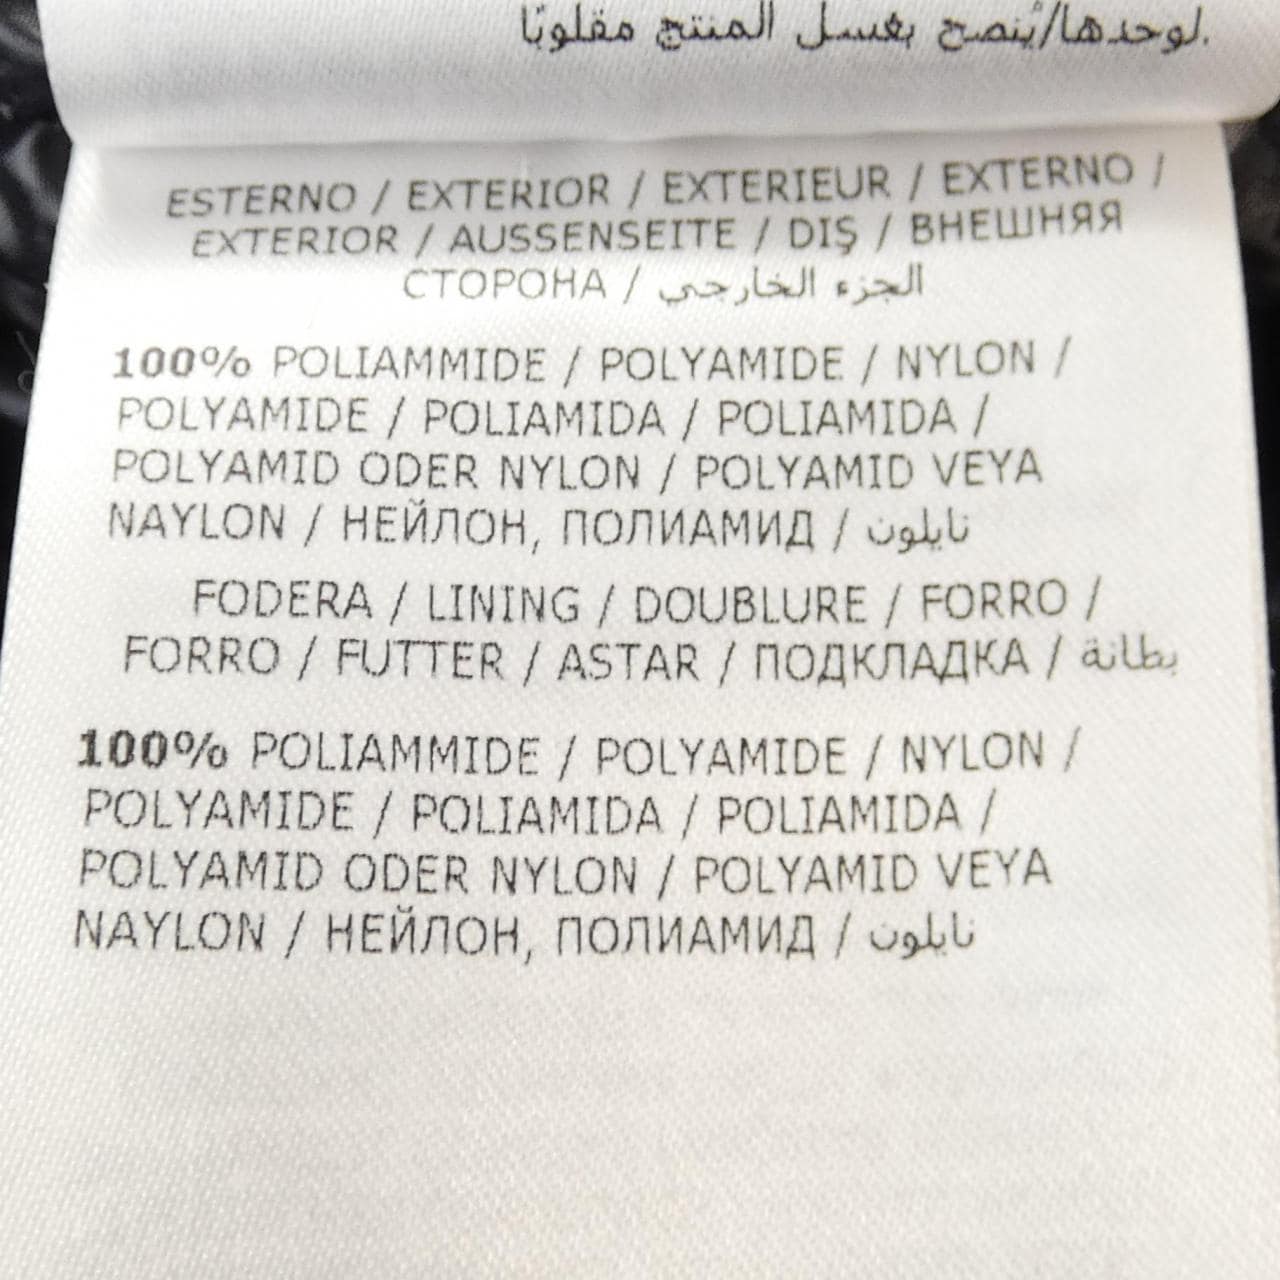 لوحدها/يُنصح بغسل المنتج مقلوبًا.
ESTERNO / EXTERIOR / EXTERIEUR / EXTERNO /
EXTERIOR / AUSSENSEITE / DIŞ / ВНЕШНЯЯ
СТОРОНА / الجزء الخارجي
100% POLIAMMIDE / POLYAMIDE / NYLON /
POLYAMIDE / POLIAMIDA / POLIAMIDA /
POLYAMID ODER NYLON / POLYAMID VEYA
NAYLON / НЕЙЛОН, ПОЛИАМИД / نايلون
FODERA / LINING / DOUBLURE / FORRO /
FORRO / FUTTER / ASTAR / ПОДКЛАДКА / بطانة
100% POLIAMMIDE / POLYAMIDE / NYLON /
POLYAMIDE / POLIAMIDA / POLIAMIDA /
POLYAMID ODER NYLON / POLYAMID VEYA
NAYLON / НЕЙЛОН, ПОЛИАМИД / نايلون